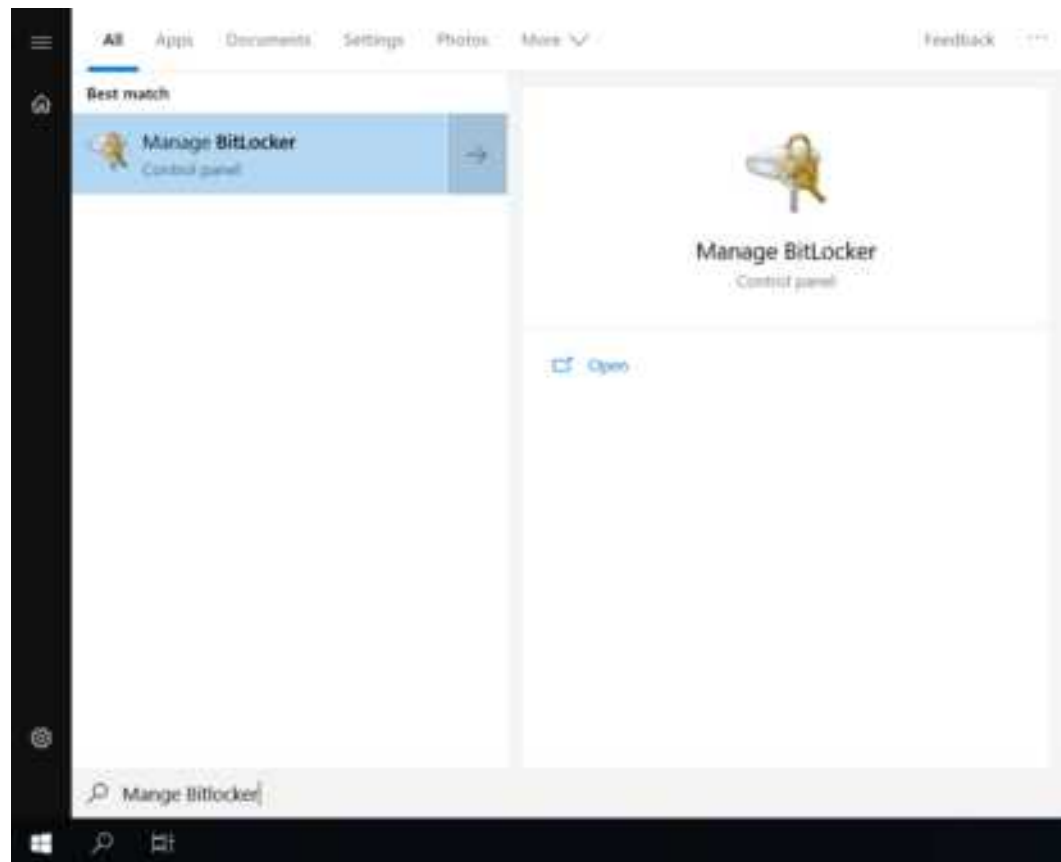 All Apps Documents Settings Photos More Feedback ...
Best match
Manage BitLocker
Control panel
Manage BitLocker
Control panel
Open
Mange Bitlocker